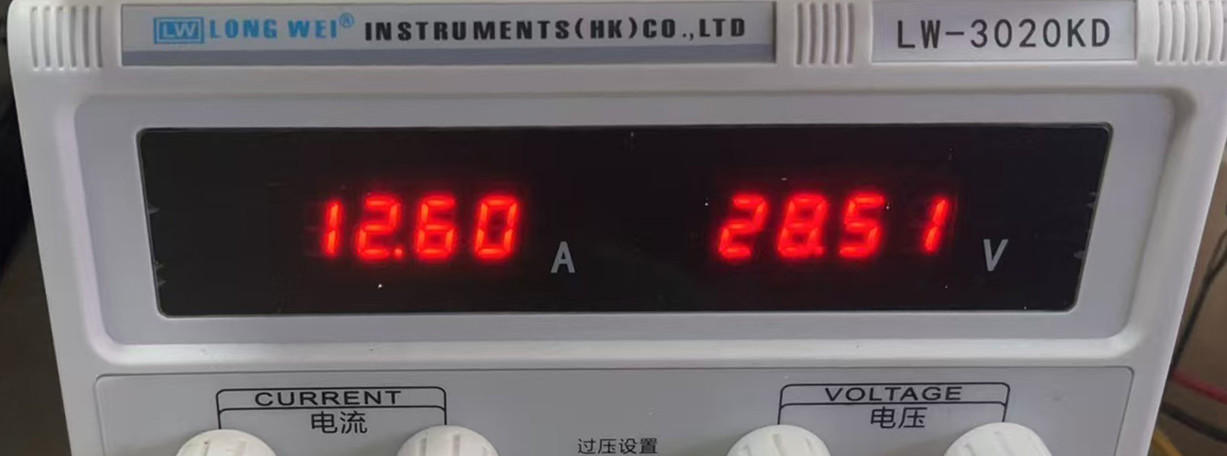 LW LONG WEI® INSTRUMENTS(HK)CO.,LTD LW-3020KD
12.60 A 28.51 V
CURRENT VOLTAGE
电流 电压
过压设置